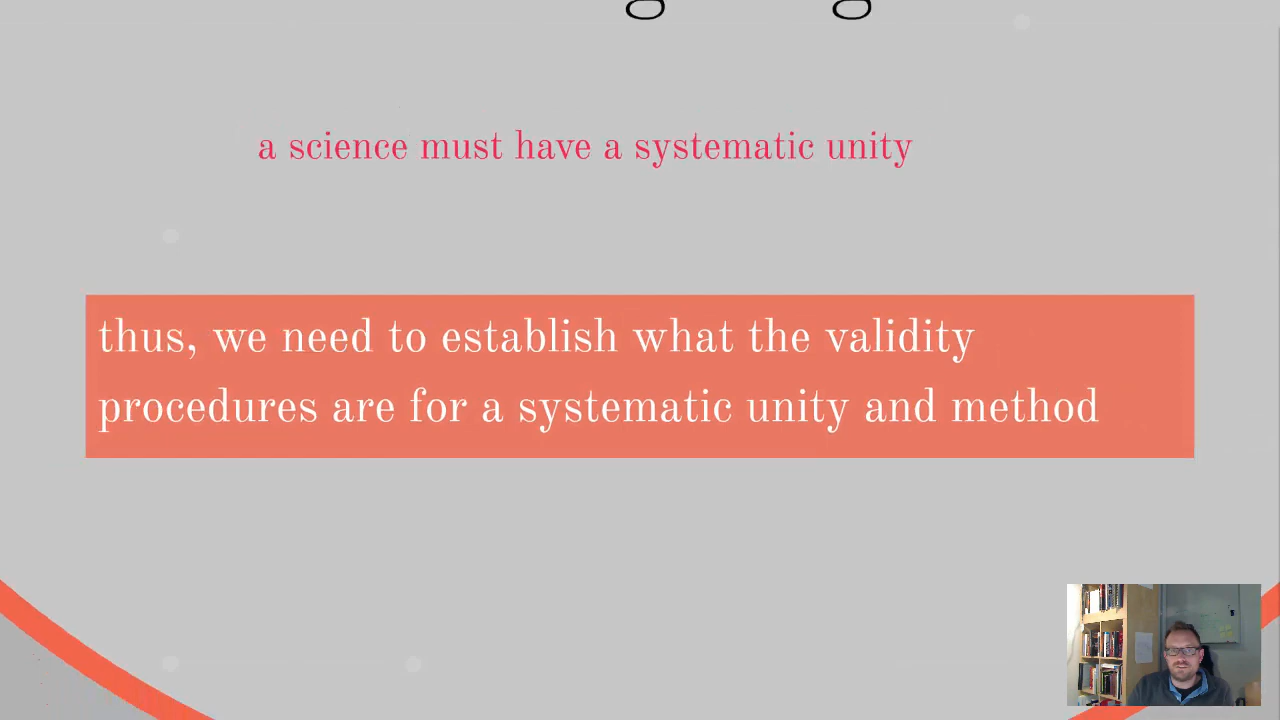 a science must have a systematic unity
thus, we need to establish what the validity
procedures are for a systematic unity and method